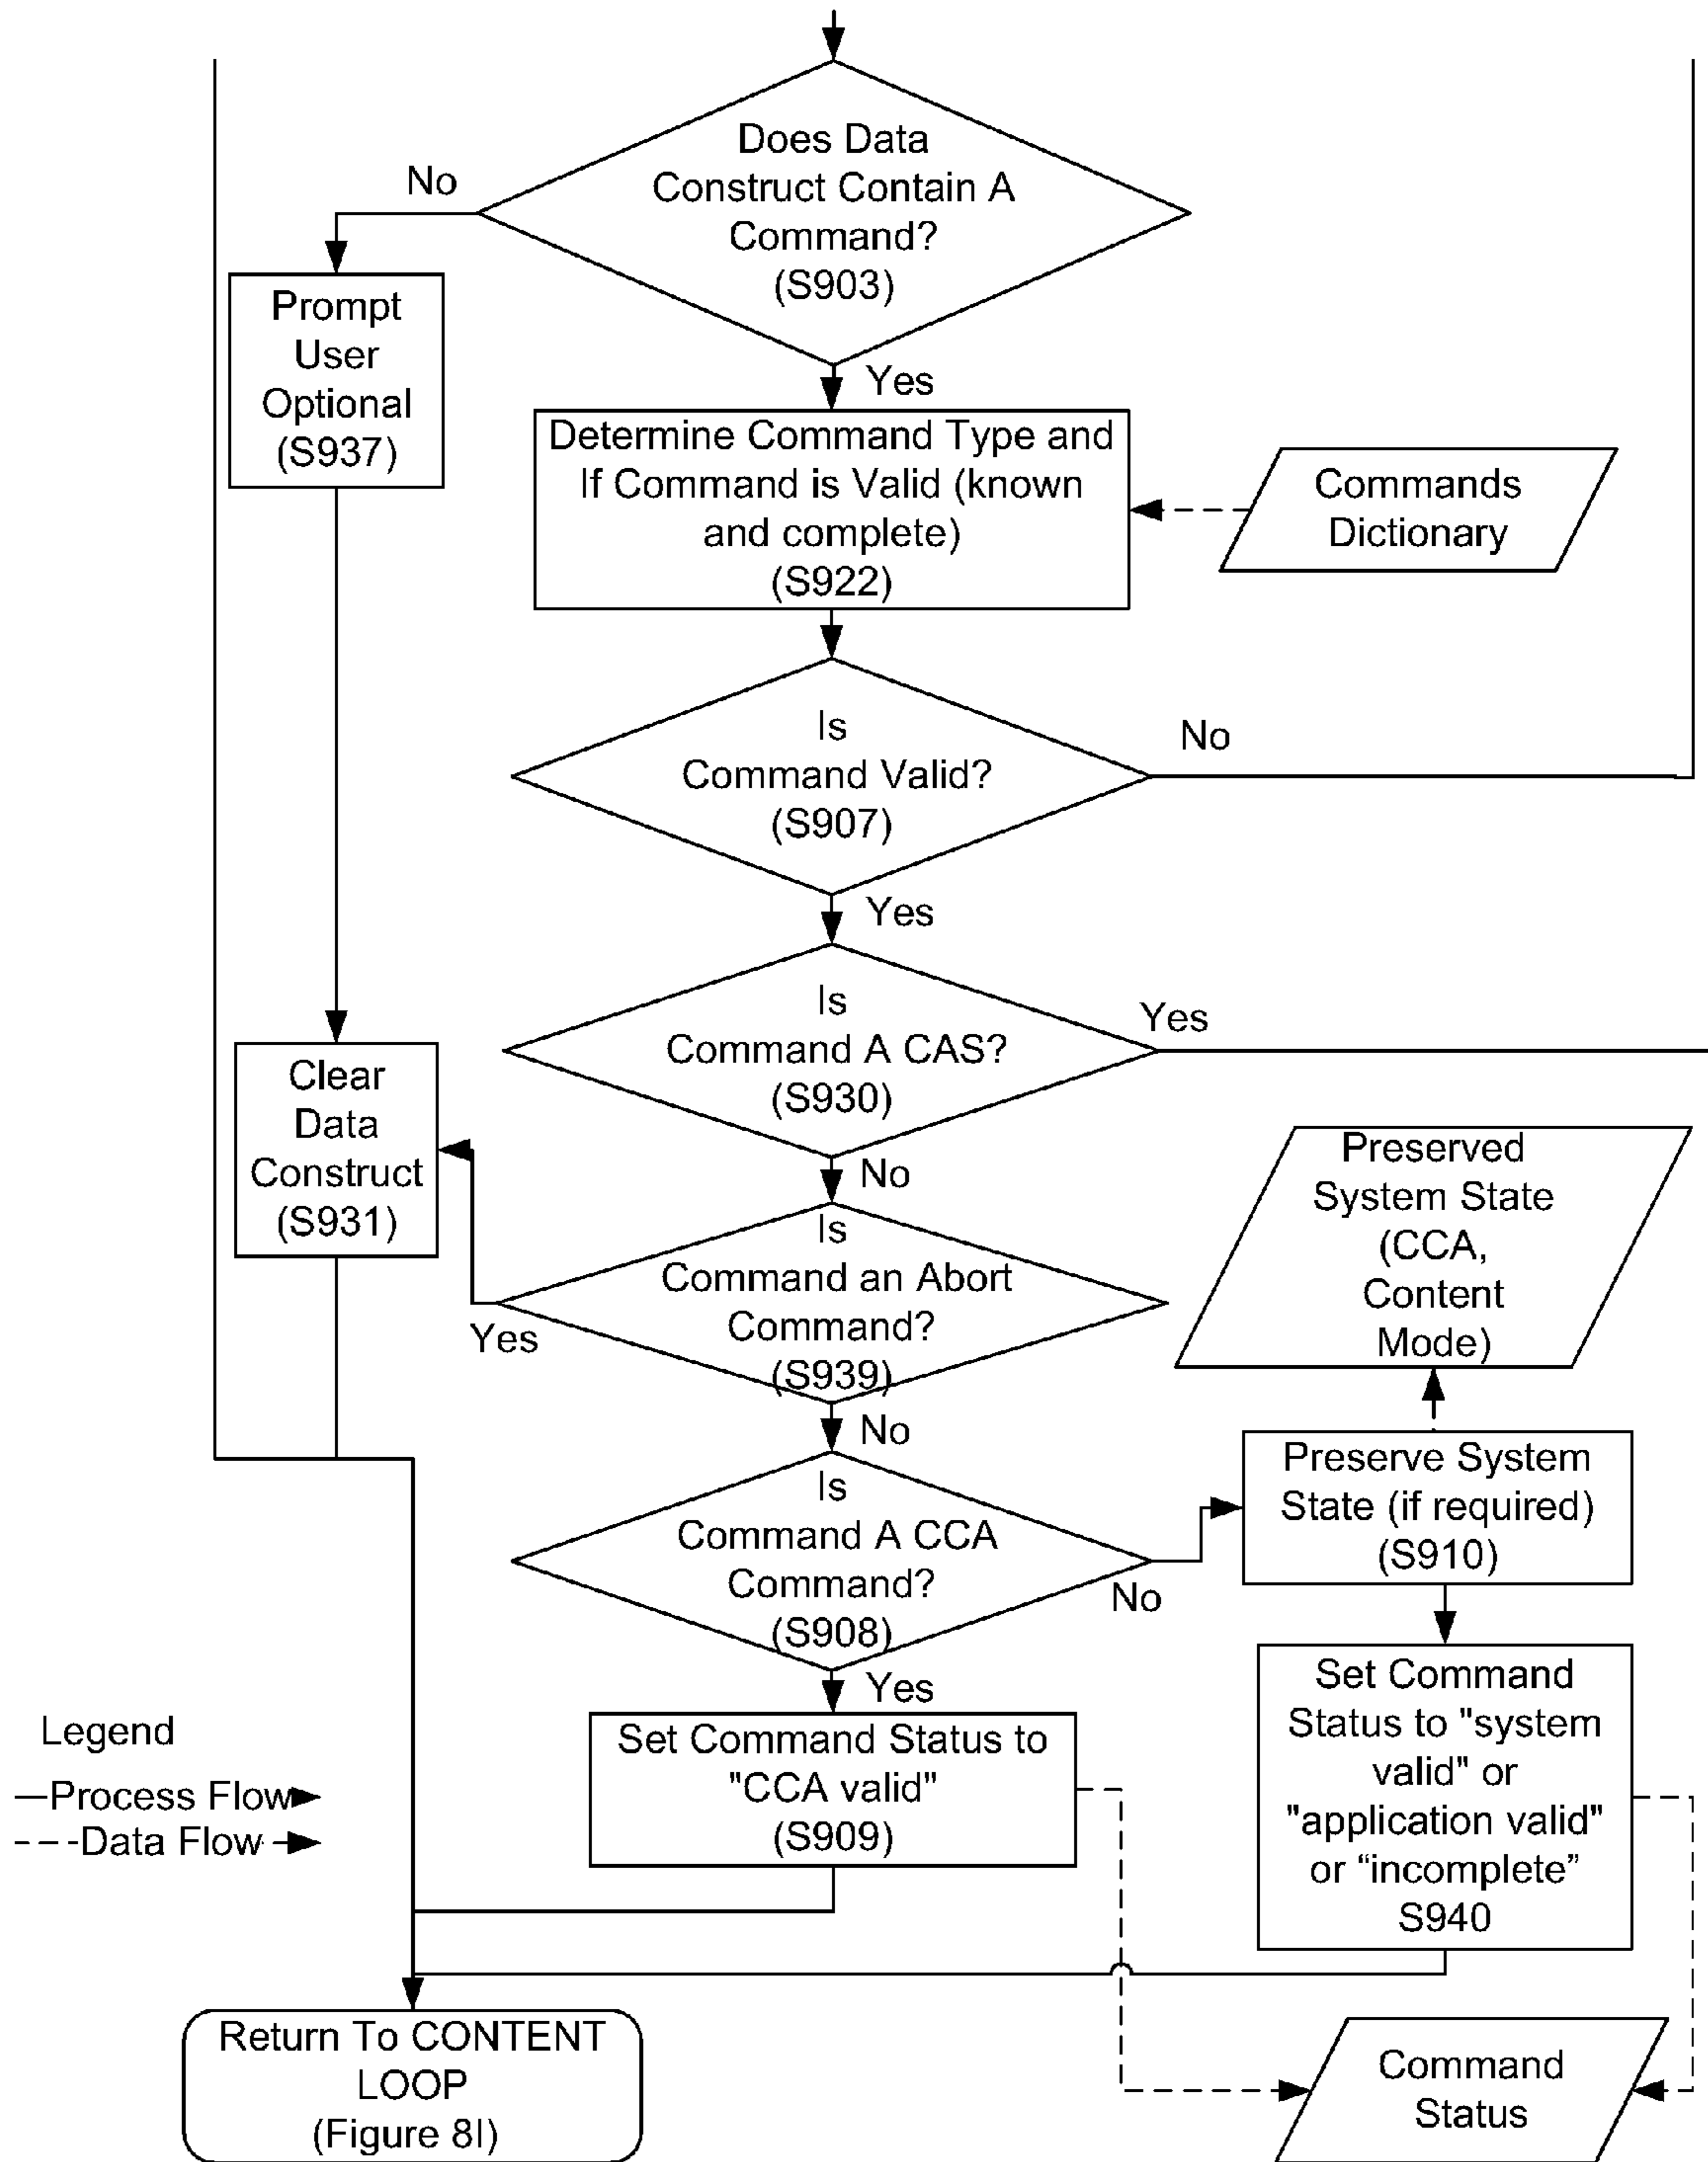 Does Data
Construct Contain A
Command?
(S903)
No
Prompt
User
Optional
(S937)
Yes
Determine Command Type and
If Command is Valid (known
and complete)
(S922)
Commands
Dictionary
Is
Command Valid?
(S907)
No
Yes
Is
Command A CAS?
(S930)
Yes
Clear
Data
Construct
(S931)
No
Is
Command an Abort
Command?
(S939)
Yes
Preserved
System State
(CCA,
Content
Mode)
No
Is
Command A CCA
Command?
(S908)
No
Preserve System
State (if required)
(S910)
Yes
Set Command Status to
"CCA valid"
(S909)
Set Command
Status to "system
valid" or
"application valid"
or “incomplete”
S940
Legend
Process Flow
Data Flow
Return To CONTENT
LOOP
(Figure 8I)
Command
Status